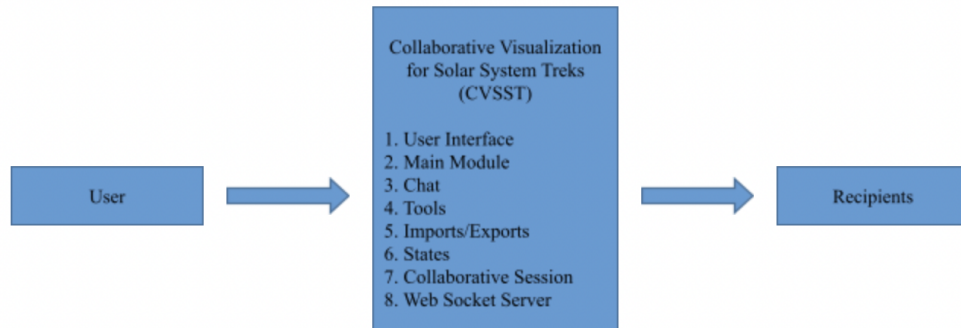 Collaborative Visualization
for Solar System Treks
(CVSST)
1. User Interface
2. Main Module
3. Chat
4. Tools
5. Imports/Exports
6. States
7. Collaborative Session
8. Web Socket Server
User
Recipients